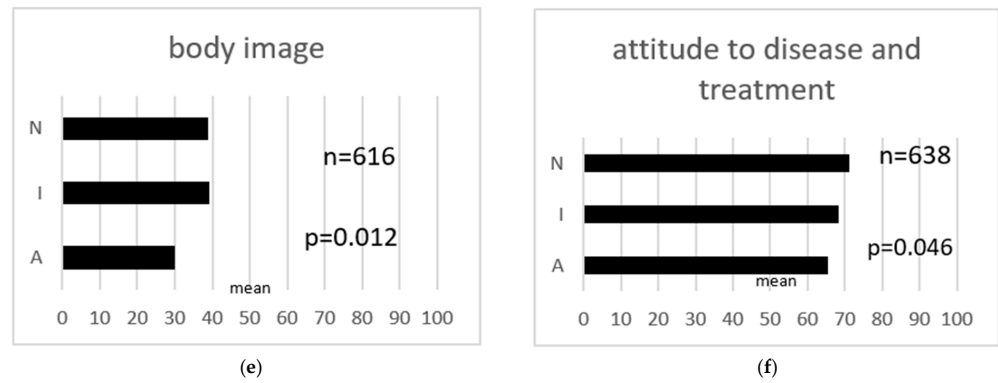 body image
N
n=616
I
p=0.012
A
mean
0 10 20 30 40 50 60 70 80 90 100
(e)
attitude to disease and
treatment
N
n=638
I
p=0.046
A
mean
0 10 20 30 40 50 60 70 80 90 100
(f)